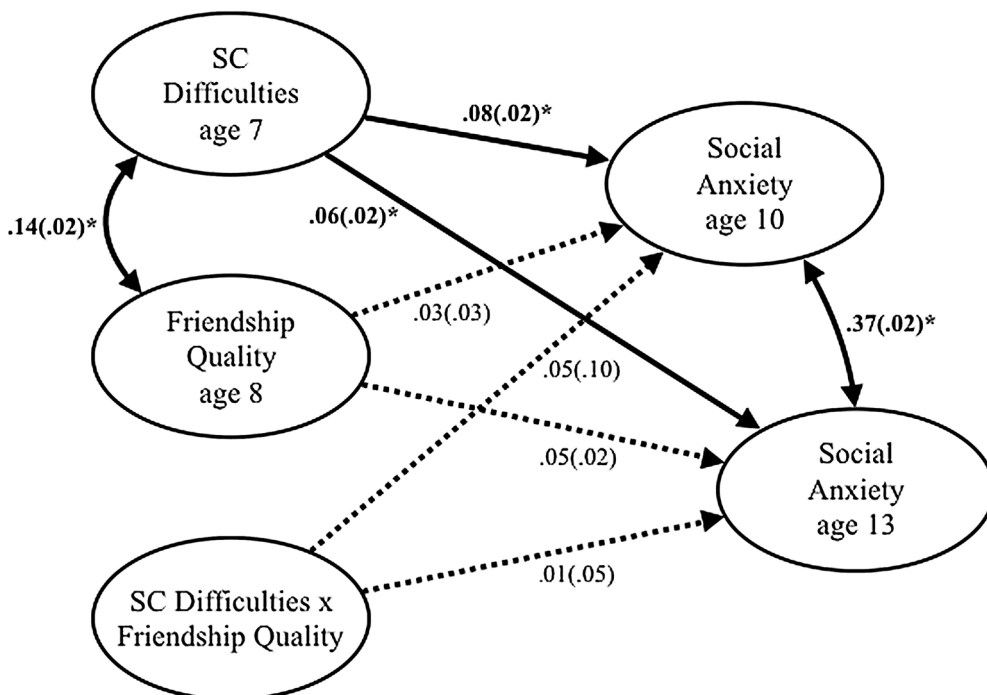 SC
Difficulties
age 7
.08(.02)*
Social
Anxiety
age 10
.14(.02)*
.06(.02)*
Friendship
Quality
age 8
.03(.03)
.05(.10)
.37(.02)*
.05(.02)
Social
Anxiety
age 13
.01(.05)
SC Difficulties x
Friendship Quality